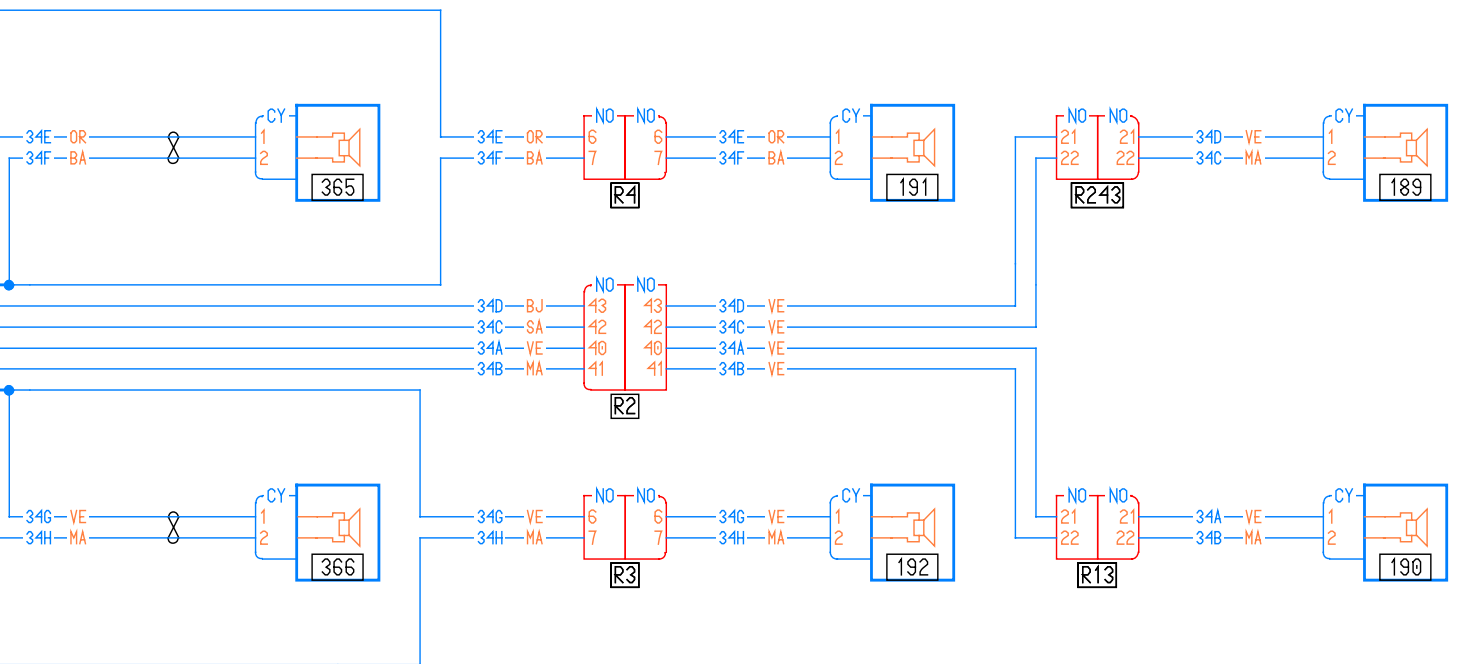 CY NO NO CY NO NO CY
34E OR 1 34E OR 6 6 34E OR 1 21 21 34D VE 1
34F BA 2 34F BA 7 7 34F BA 2 22 22 34C MA 2
365 R4 191 R243 189
NO NO
34D BJ 43 43 34D VE
34C SA 42 42 34C VE
34A VE 40 40 34A VE
34B MA 41 41 34B VE
R2
CY NO NO CY NO NO CY
34G VE 1 34G VE 6 6 34G VE 1 21 21 34A VE 1
34H MA 2 34H MA 7 7 34H MA 2 22 22 34B MA 2
366 R3 192 R13 190